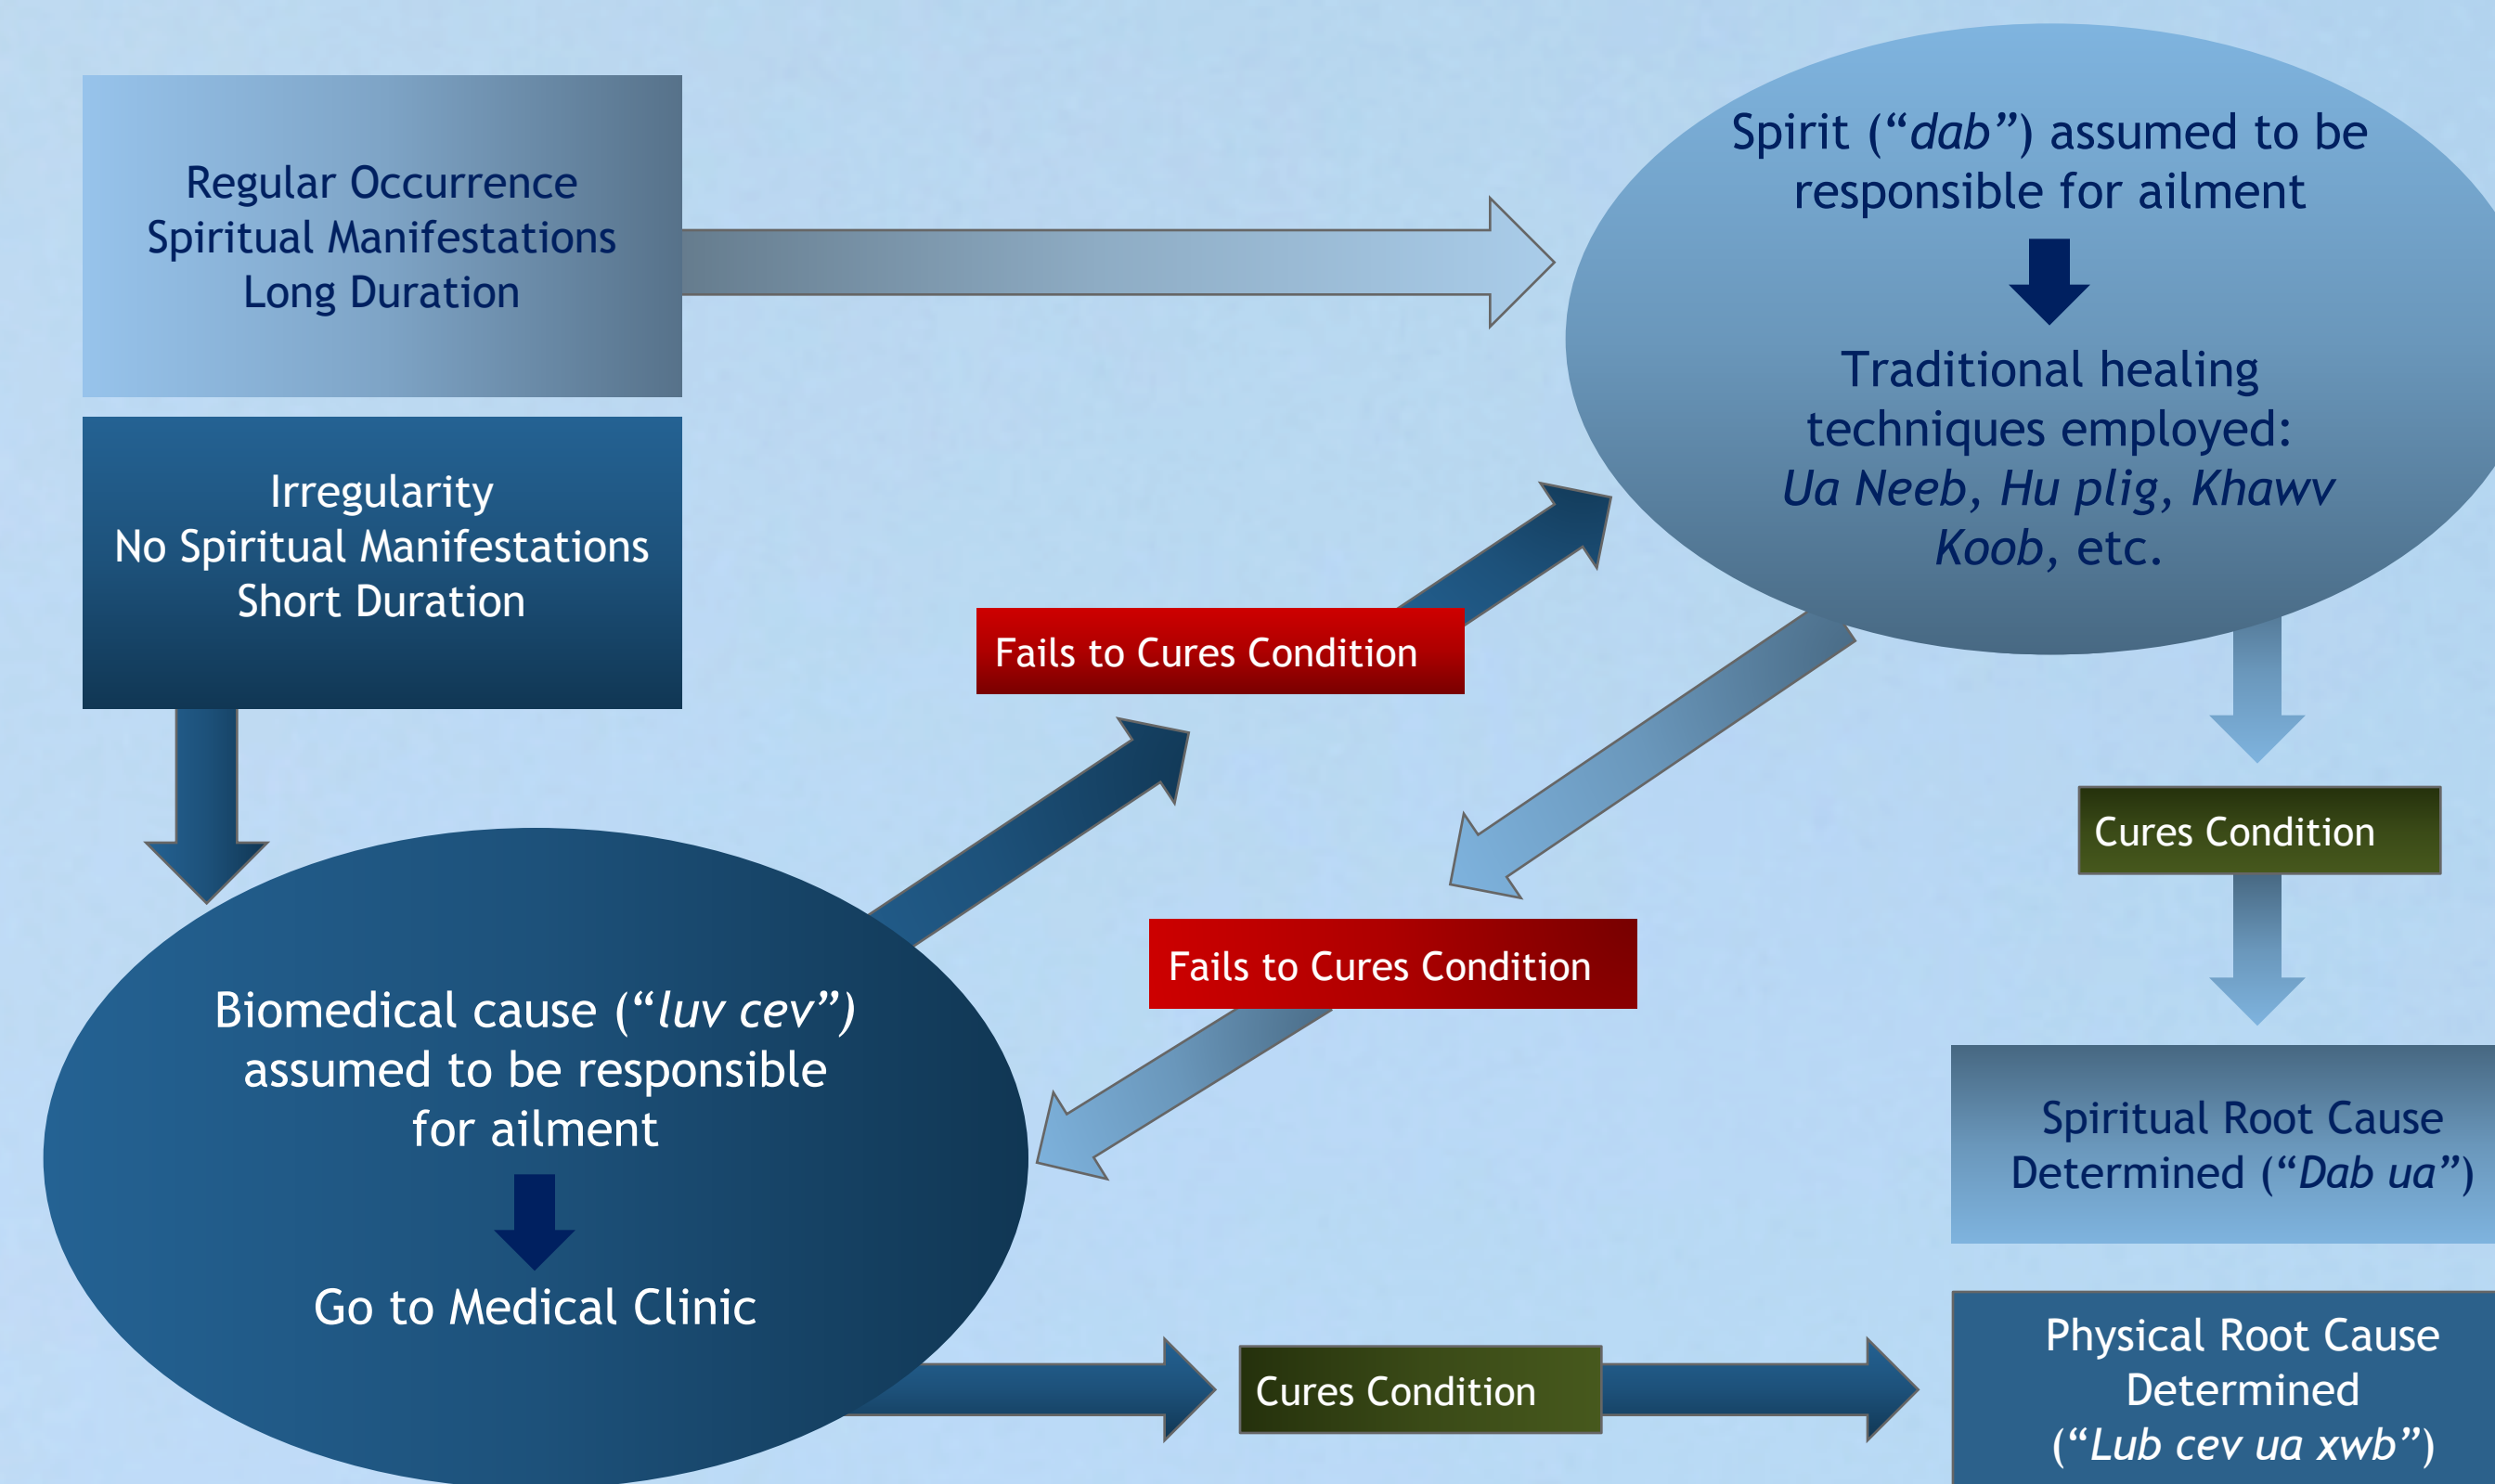 Regular Occurrence
Spiritual Manifestations
Long Duration
Irregularity
No Spiritual Manifestations
Short Duration
Spirit (“dab”) assumed to be
responsible for ailment
Traditional healing
techniques employed:
Ua Neeb, Hu plig, Khawv
Koob, etc.
Fails to Cures Condition
Cures Condition
Fails to Cures Condition
Biomedical cause (“luv cev”)
assumed to be responsible
for ailment
Go to Medical Clinic
Spiritual Root Cause
Determined (“Dab ua”)
Cures Condition
Physical Root Cause
Determined
(“Lub cev ua xwb”)